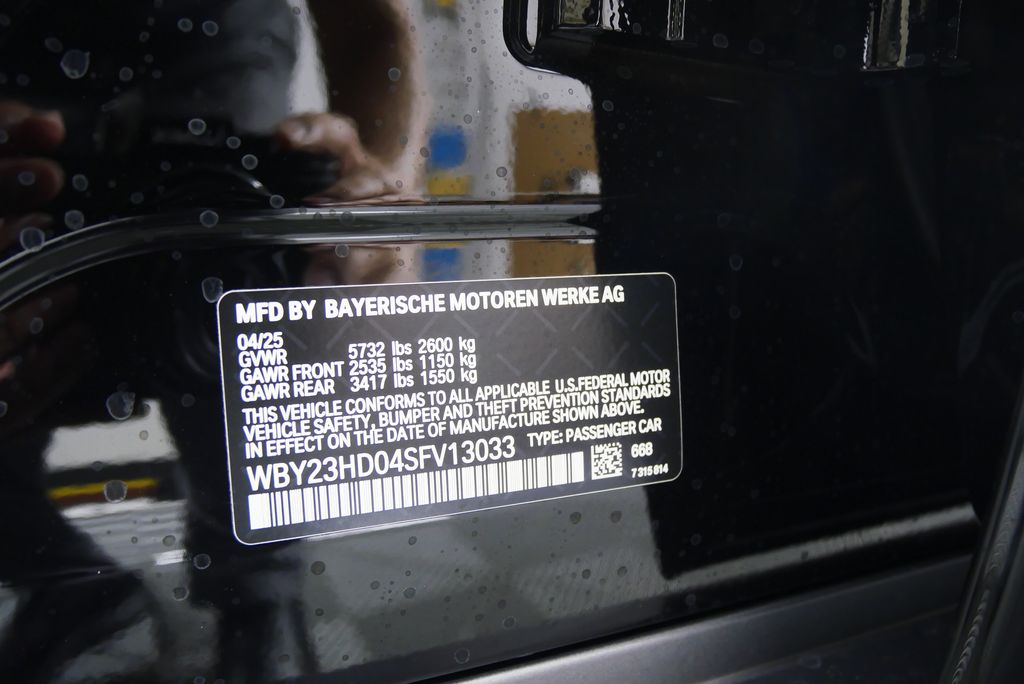 MFD BY BAYERISCHE MOTOREN WERKE AG
04/25
GVWR 5732 lbs 2600 kg
GAWR FRONT 2535 lbs 1150 kg
GAWR REAR 3417 lbs 1550 kg
THIS VEHICLE CONFORMS TO ALL APPLICABLE U.S.FEDERAL MOTOR
VEHICLE SAFETY, BUMPER AND THEFT PREVENTION STANDARDS
IN EFFECT ON THE DATE OF MANUFACTURE SHOWN ABOVE.
WBY23HD04SFV13033 TYPE: PASSENGER CAR
668
7 315 814